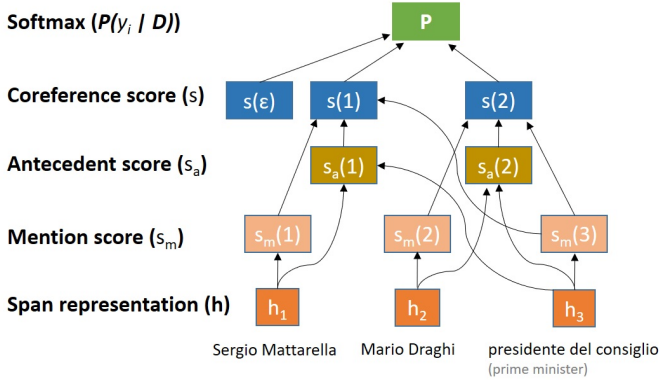 Softmax (P(yᵢ | D))
P
Coreference score (s)
s(ε)
s(1)
s(2)
Antecedent score (sₐ)
sₐ(1)
sₐ(2)
Mention score (sₘ)
sₘ(1)
sₘ(2)
sₘ(3)
Span representation (h)
h₁
h₂
h₃
Sergio Mattarella
Mario Draghi
presidente del consiglio
(prime minister)